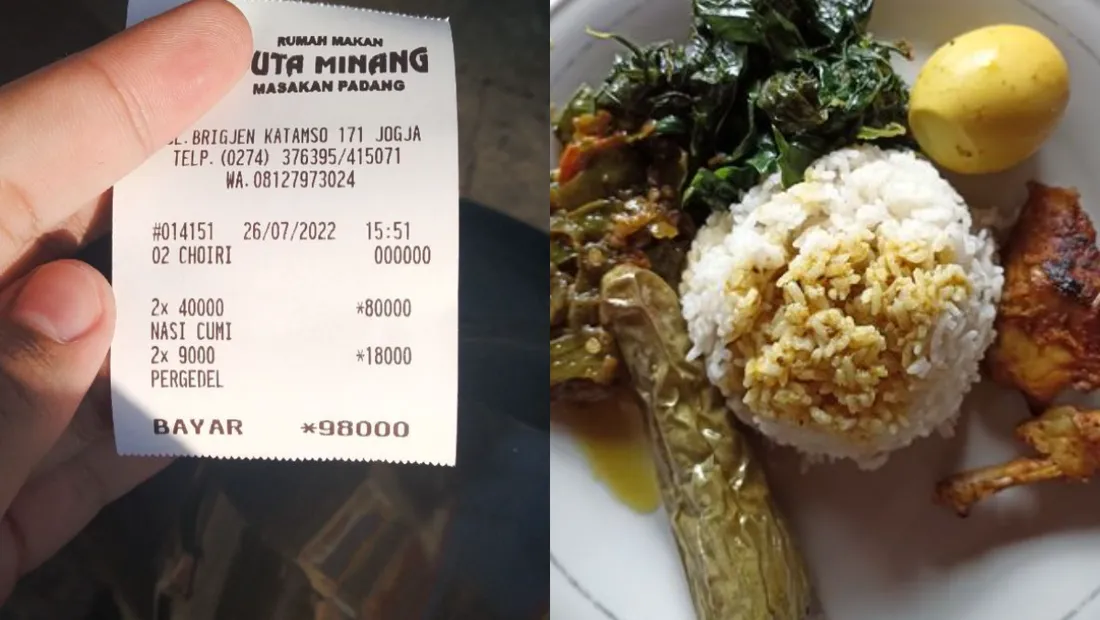 RUMAH MAKAN
UTA MINANG
MASAKAN PADANG
BRIGJEN KATAMSO 171 JOGJA
TELP. (0274) 376395/415071
WA. 08127973024
#014151 26/07/2022 15:51
02 CHOIRI 000000
2x 40000 *80000
NASI CUMI
2x 9000 *18000
PERGEDEL
BAYAR *98000